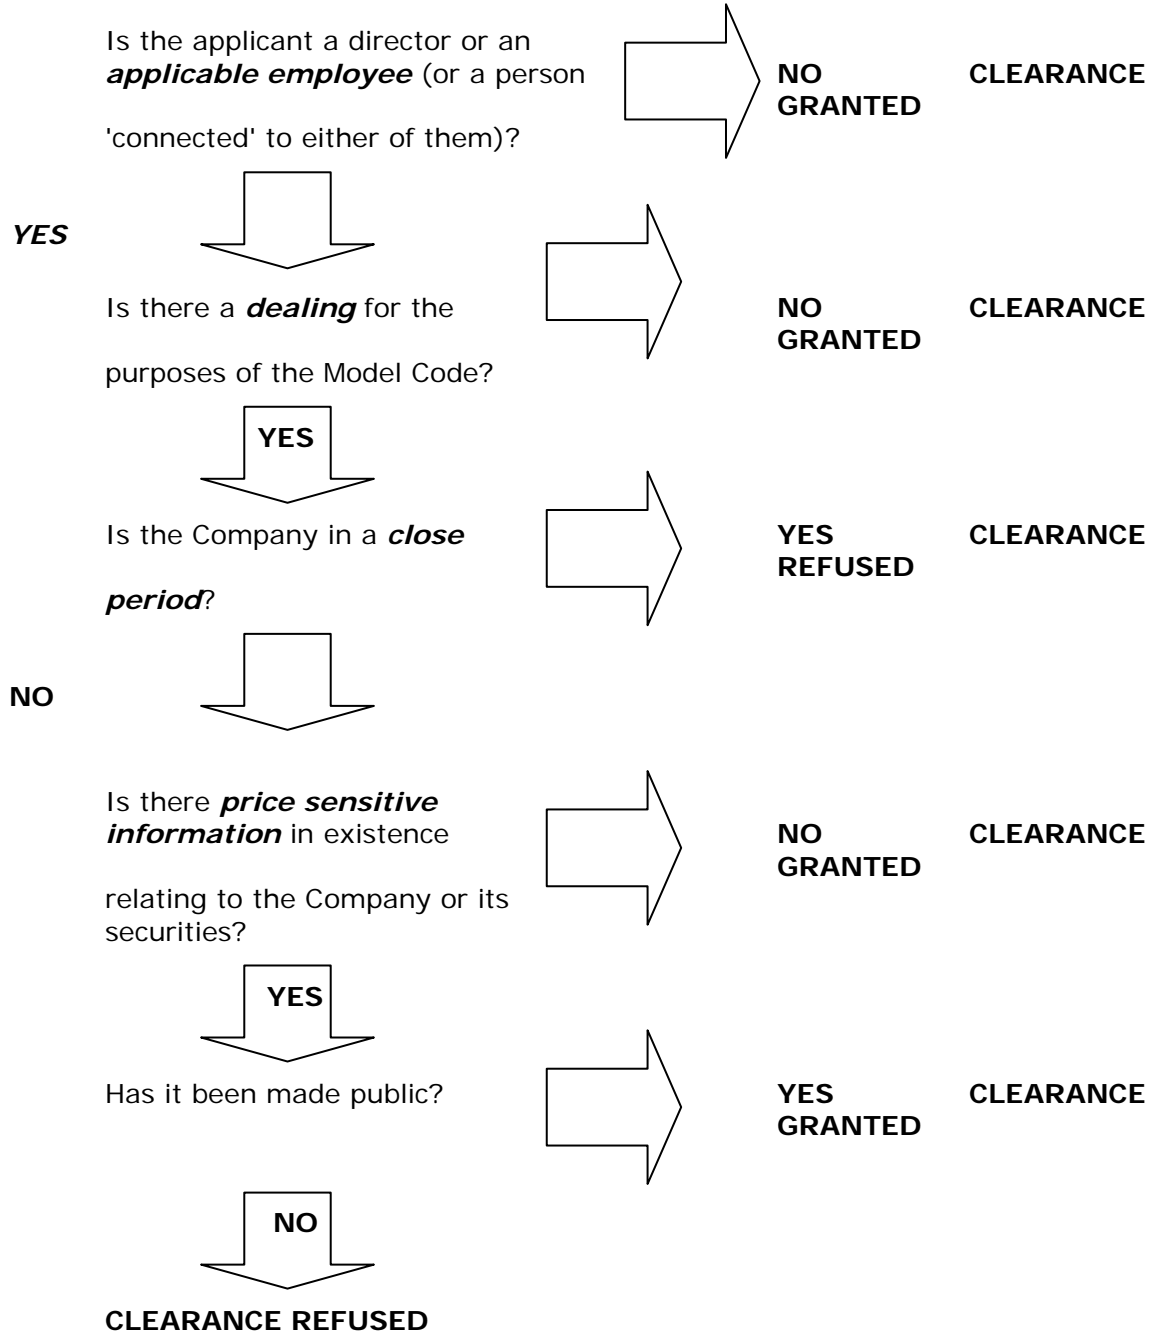 Is the applicant a director or an
applicable employee (or a person
NO CLEARANCE
GRANTED
'connected' to either of them)?
YES
Is there a dealing for the
NO CLEARANCE
GRANTED
purposes of the Model Code?
YES
Is the Company in a close
YES CLEARANCE
REFUSED
period?
NO
Is there price sensitive
information in existence
NO CLEARANCE
GRANTED
relating to the Company or its
securities?
YES
Has it been made public?
YES CLEARANCE
GRANTED
NO
CLEARANCE REFUSED